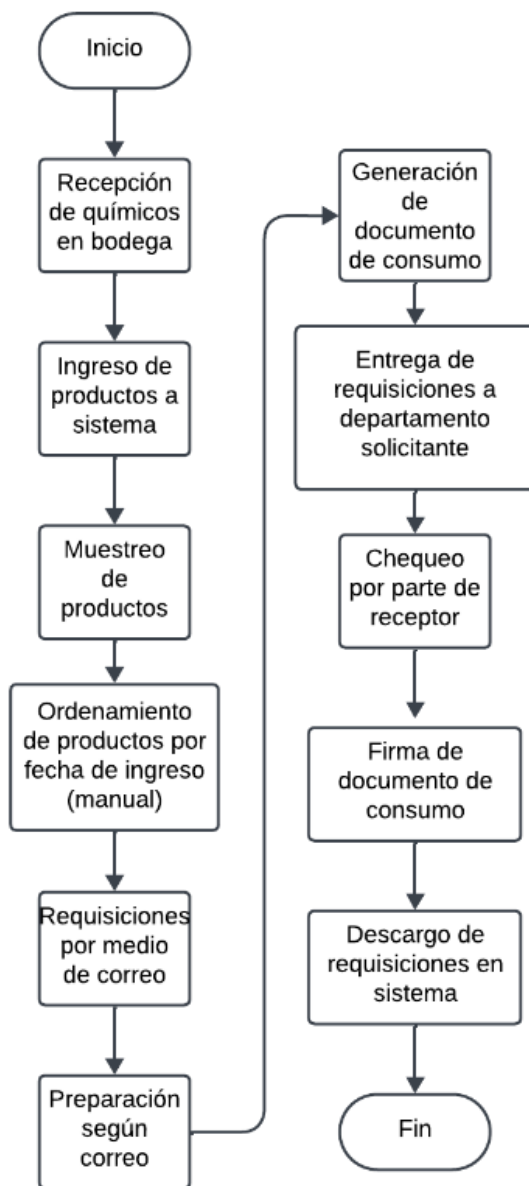 Inicio
Recepción
de químicos
en bodega
Ingreso de
productos a
sistema
Muestreo
de
productos
Ordenamiento
de productos por
fecha de ingreso
(manual)
Requisiciones
por medio
de correo
Preparación
según
correo
Generación
de
documento
de consumo
Entrega de
requisiciones a
departamento
solicitante
Chequeo
por parte de
receptor
Firma de
documento de
consumo
Descargo de
requisiciones en
sistema
Fin